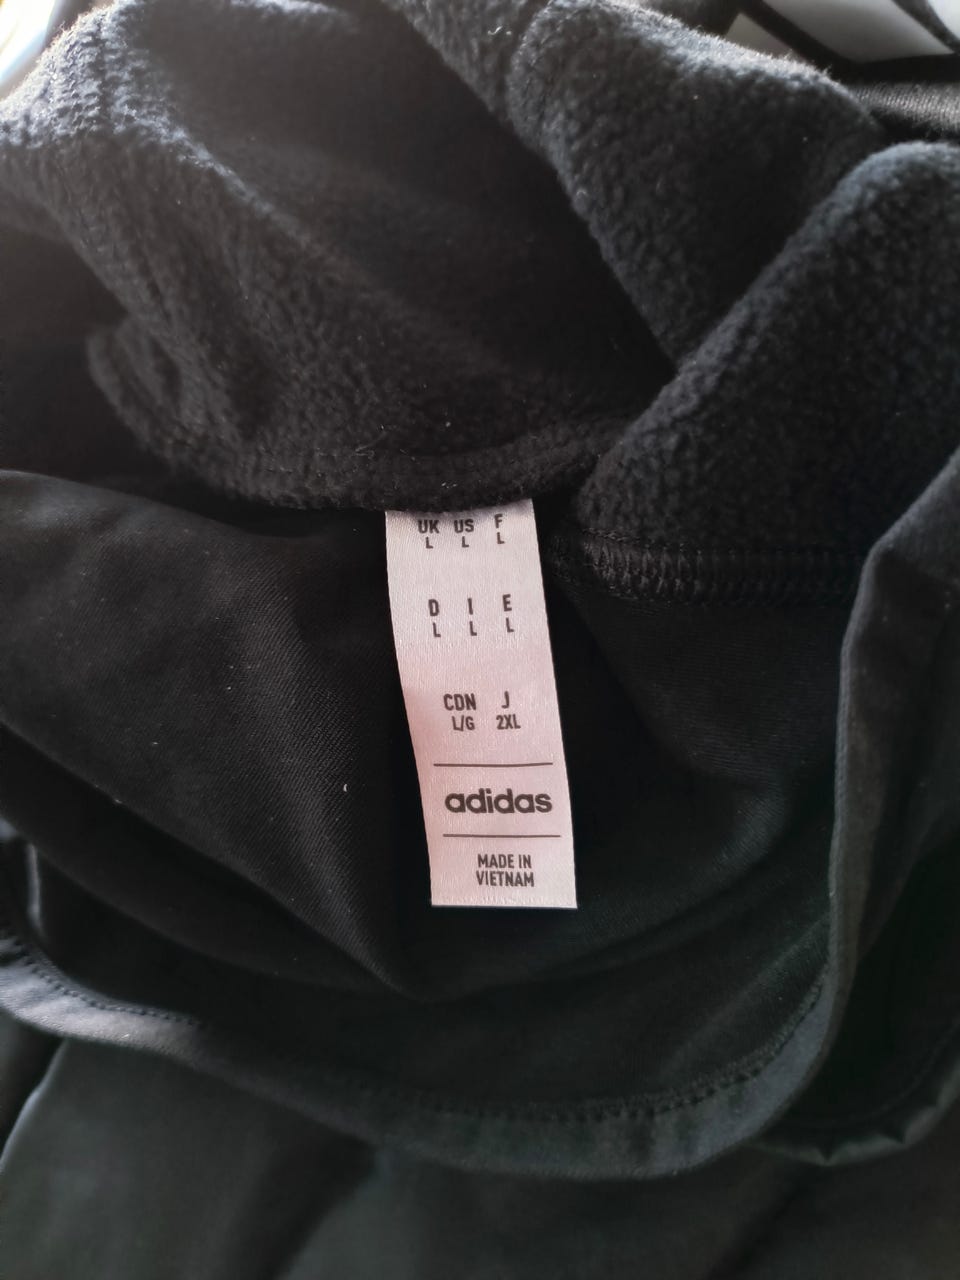 UK US F
L L L
D I E
L L L
CDN J
L/G 2XL
adidas
MADE IN
VIETNAM